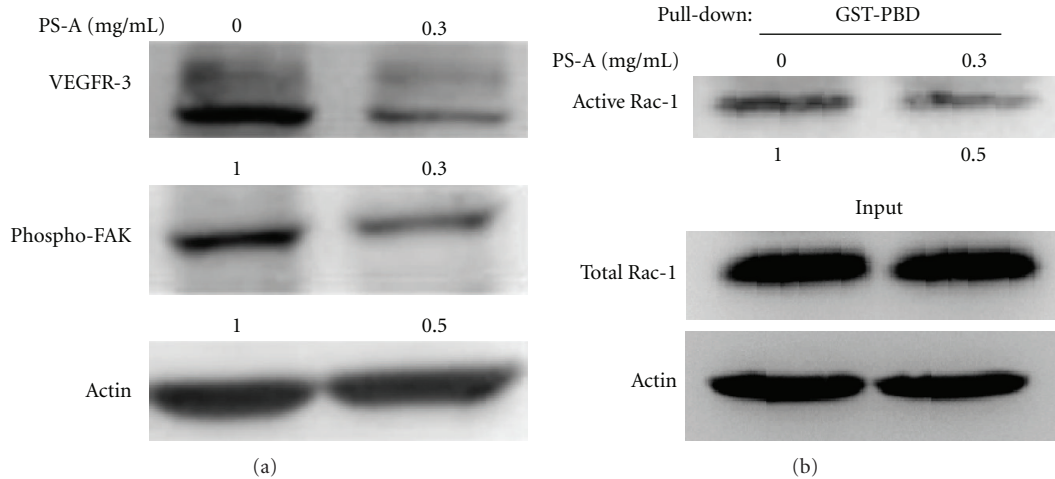 PS-A (mg/mL) 0 0.3
VEGFR-3
1 0.3
Phospho-FAK
1 0.5
Actin
(a)
Pull-down: GST-PBD
PS-A (mg/mL) 0 0.3
Active Rac-1
1 0.5
Input
Total Rac-1
Actin
(b)